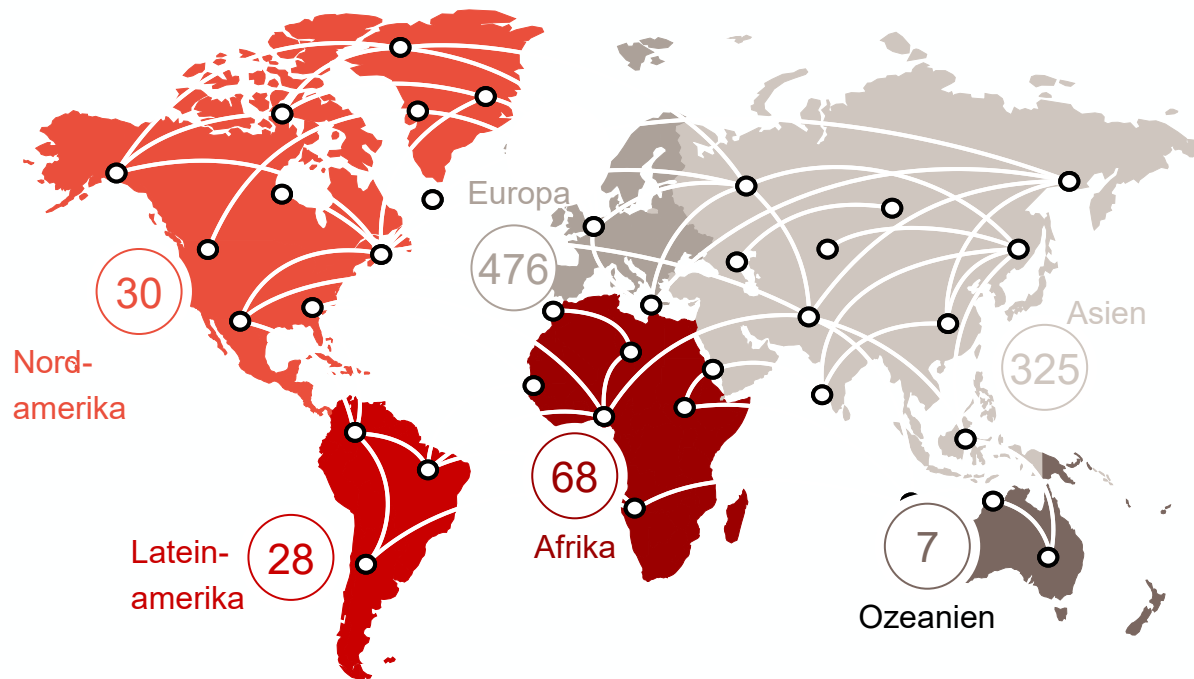 Europa
476
30
Nord-
amerika
Asien
325
68
Afrika
Latein-
amerika
28
7
Ozeanien